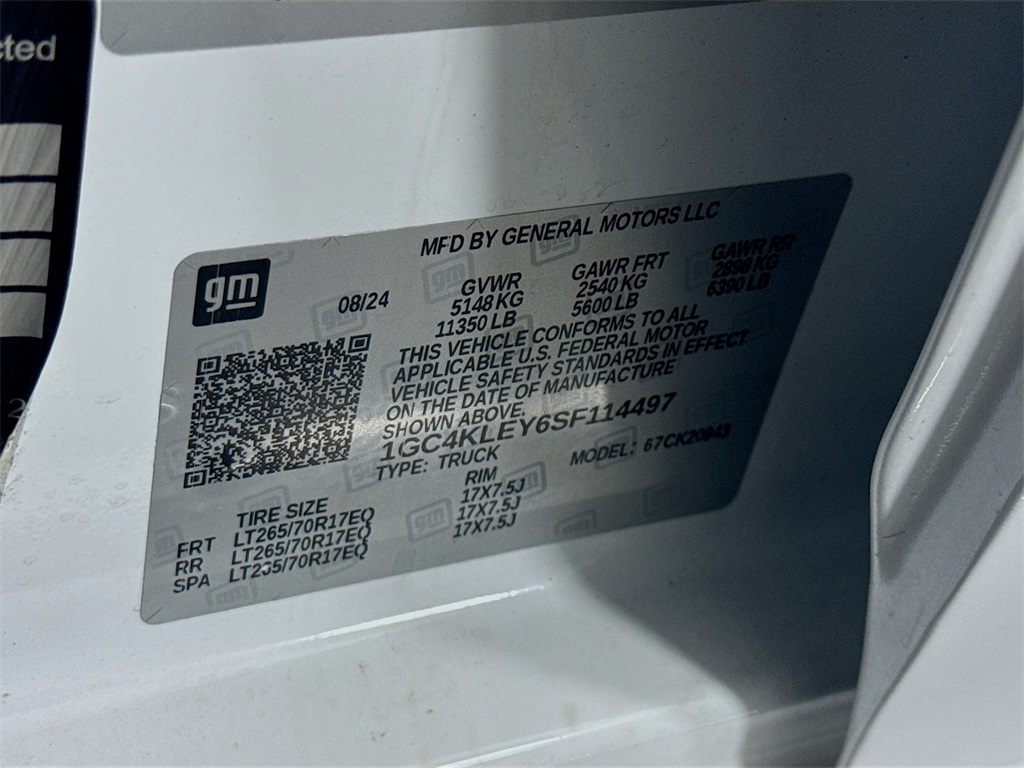 cted
MFD BY GENERAL MOTORS LLC
gm
08/24
GVWR GAWR FRT GAWR RR
5148 KG 2540 KG 2898 KG
11350 LB 5600 LB 6390 LB
THIS VEHICLE CONFORMS TO ALL
APPLICABLE U.S. FEDERAL MOTOR
VEHICLE SAFETY STANDARDS IN EFFECT
ON THE DATE OF MANUFACTURE
SHOWN ABOVE.
1GC4KLEY6SF114497
TYPE: TRUCK MODEL: 67CK20943
TIRE SIZE RIM
FRT LT265/70R17EQ 17X7.5J
RR LT265/70R17EQ 17X7.5J
SPA LT265/70R17EQ 17X7.5J